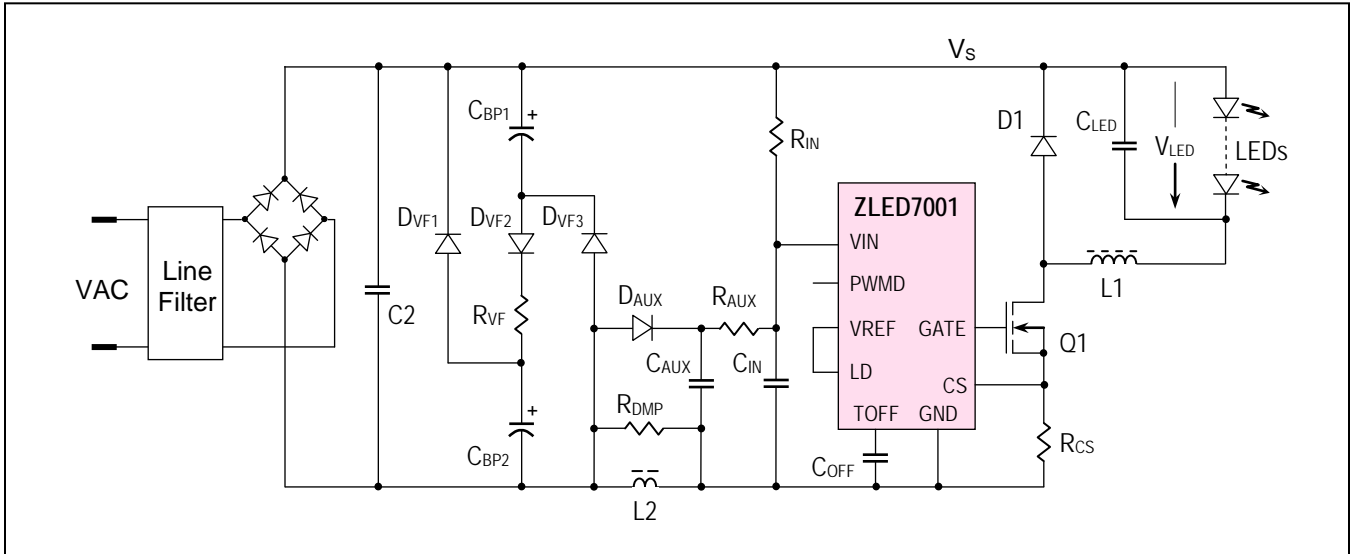 VS
CBP1
+
RIN
D1
CLED
VLED
LEDs
ZLED7001
VIN
PWMD
VREF
LD
GATE
CS
TOFF
GND
DVF1
DVF2
DVF3
VAC
Line
Filter
C2
RVF
DAUX
RAUX
CAUX
CIN
L1
Q1
RDMP
+
CBP2
COFF
RCS
L2